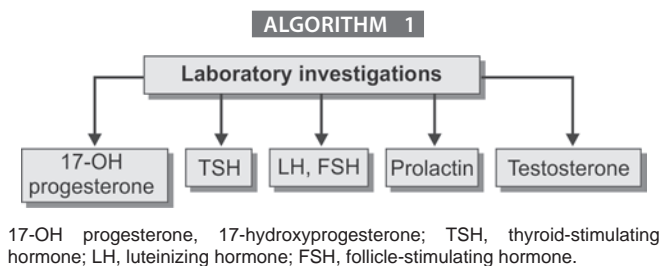 ALGORITHM 1
Laboratory investigations
17-OH
progesterone
TSH
LH, FSH
Prolactin
Testosterone
17-OH progesterone, 17-hydroxyprogesterone; TSH, thyroid-stimulating
hormone; LH, luteinizing hormone; FSH, follicle-stimulating hormone.